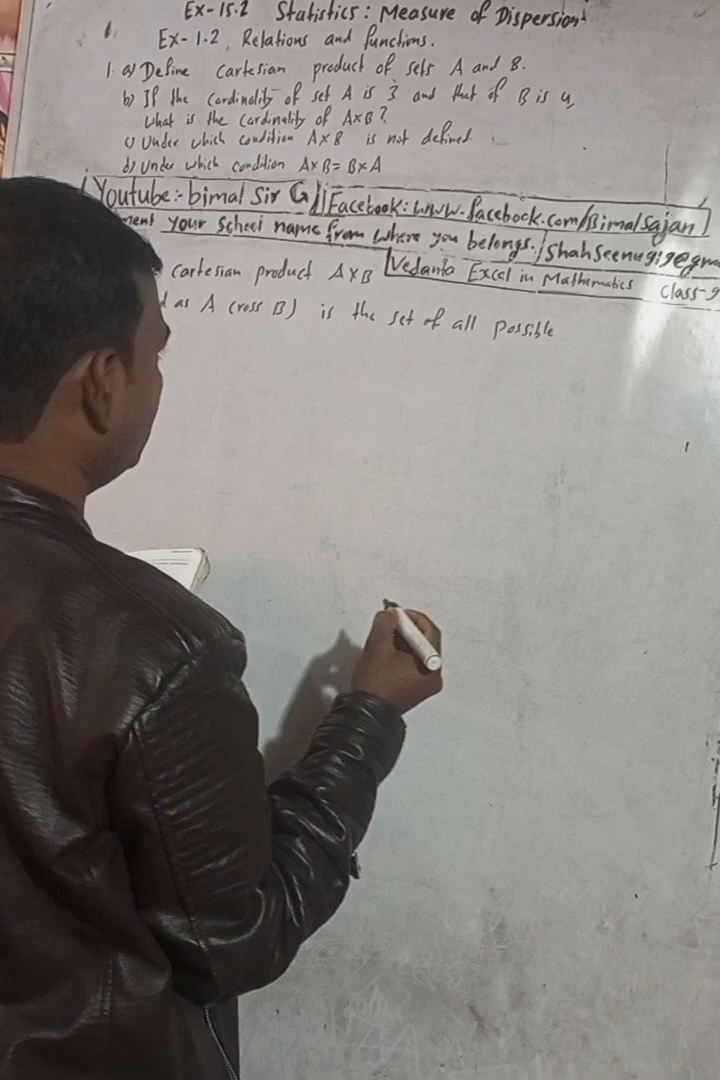 Ex-15.2 Statistics: Measure of Dispersion.
Ex-1.2, Relations and functions.
1. a) Define cartesian product of sets A and B.
b) If the cardinality of set A is 3 and that of B is 4,
what is the cardinality of A×B?
c) Under which condition A×B is not defined.
d) Under which condition A×B = B×A
Youtube:- bimal Sir G || Facebook: www.facebook.com/Bimalsajan
ment your School name from where you belongs. / Shahseenu919@gma
cartesian product A×B Vedanta Excel in Mathematics class-9
d as A cross B) is the set of all possible